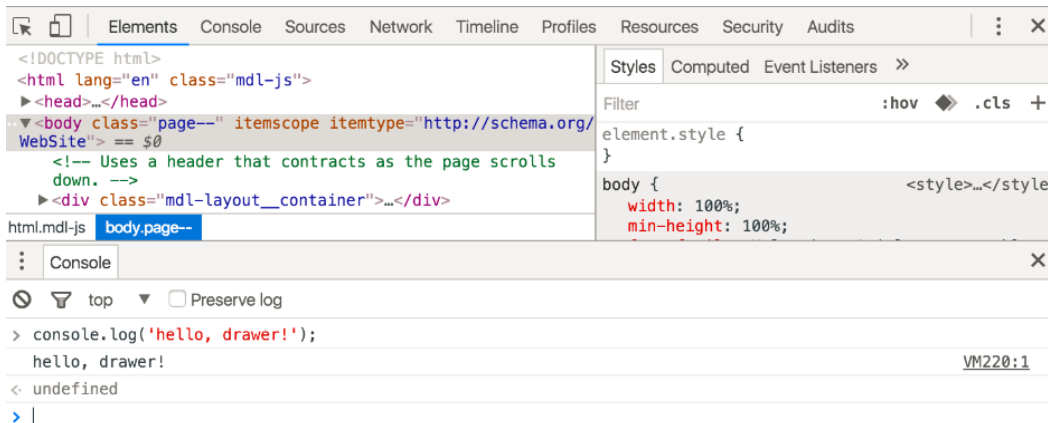 Elements Console Sources Network Timeline Profiles Resources Security Audits
<!DOCTYPE html>
<html lang="en" class="mdl-js">
▶<head>…</head>
▼<body class="page--" itemscope itemtype="http://schema.org/
WebSite"> == $0
<!-- Uses a header that contracts as the page scrolls
down. -->
▶<div class="mdl-layout__container">…</div>
html.mdl-js body.page--
Styles Computed Event Listeners »
Filter :hov .cls +
element.style {
}
body { <style>…</style
width: 100%;
min-height: 100%;
Console
top ▼ Preserve log
> console.log('hello, drawer!');
hello, drawer! VM220:1
undefined
>